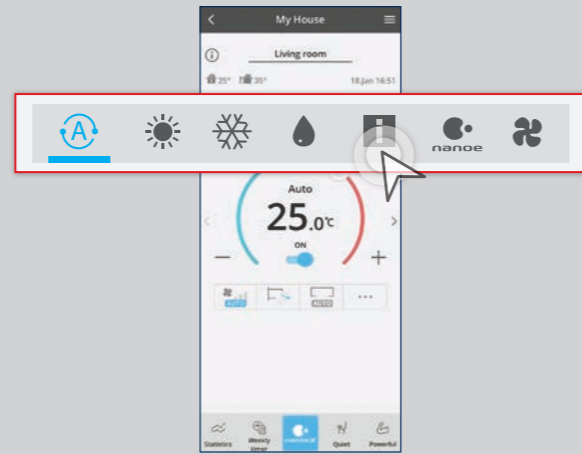 My House
Living room
25° 35° 18.Jan 16:51
A
nanoe
Auto
25.0℃
ON
AUTO AUTO
Statistics Weekly timer Quiet Powerful